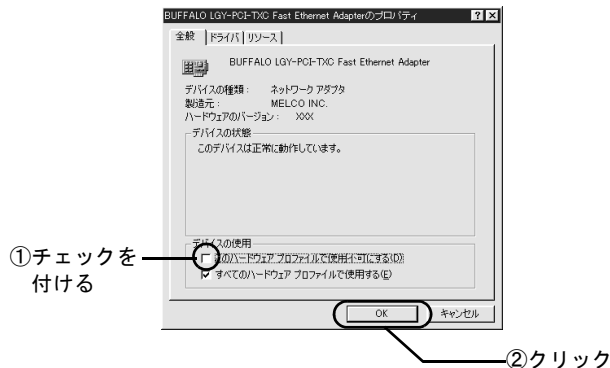 BUFFALO LGY-PCI-TXC Fast Ethernet Adapterのプロパティ
全般 ドライバ リソース
BUFFALO LGY-PCI-TXC Fast Ethernet Adapter
デバイスの種類: ネットワーク アダプタ
製造元: MELCO INC.
ハードウェアのバージョン: XXX
デバイスの状態
このデバイスは正常に動作しています。
デバイスの使用
このハードウェア プロファイルで使用不可にする(D)
すべてのハードウェア プロファイルで使用する(E)
①チェックを
付ける
OK キャンセル
②クリック